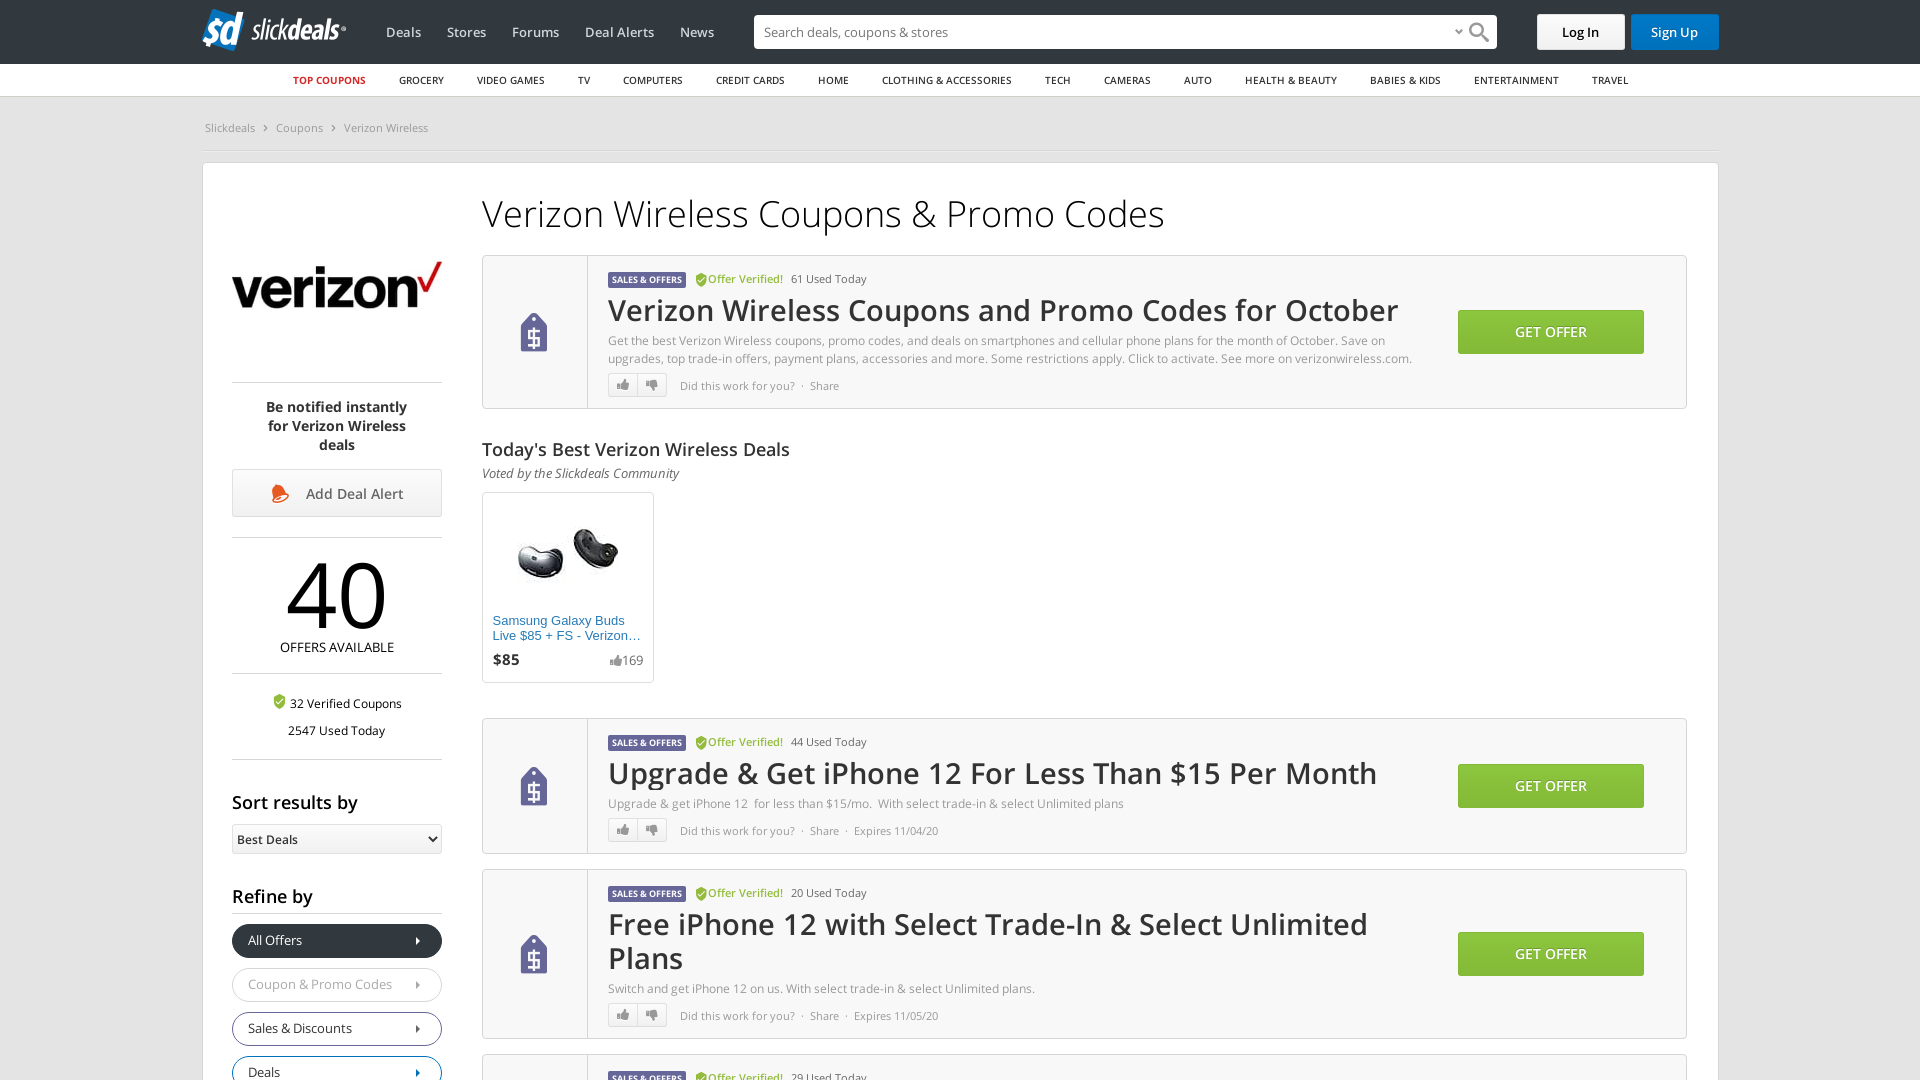 sd slickdeals
Deals
Stores
Forums
Deal Alerts
News
Search deals, coupons & stores
Log In
Sign Up
TOP COUPONS
GROCERY
VIDEO GAMES
TV
COMPUTERS
CREDIT CARDS
HOME
CLOTHING & ACCESSORIES
TECH
CAMERAS
AUTO
HEALTH & BEAUTY
BABIES & KIDS
ENTERTAINMENT
TRAVEL
Slickdeals > Coupons > Verizon Wireless
verizon
Be notified instantly
for Verizon Wireless
deals
Add Deal Alert
40
OFFERS AVAILABLE
32 Verified Coupons
2547 Used Today
Sort results by
Best Deals
Refine by
All Offers
Coupon & Promo Codes
Sales & Discounts
Deals
Verizon Wireless Coupons & Promo Codes
SALES & OFFERS Offer Verified! 61 Used Today
Verizon Wireless Coupons and Promo Codes for October
Get the best Verizon Wireless coupons, promo codes, and deals on smartphones and cellular phone plans for the month of October. Save on
upgrades, top trade-in offers, payment plans, accessories and more. Some restrictions apply. Click to activate. See more on verizonwireless.com.
Did this work for you? · Share
GET OFFER
Today's Best Verizon Wireless Deals
Voted by the Slickdeals Community
Samsung Galaxy Buds
Live $85 + FS - Verizon…
$85 169
SALES & OFFERS Offer Verified! 44 Used Today
Upgrade & Get iPhone 12 For Less Than $15 Per Month
Upgrade & get iPhone 12 for less than $15/mo. With select trade-in & select Unlimited plans
Did this work for you? · Share · Expires 11/04/20
GET OFFER
SALES & OFFERS Offer Verified! 20 Used Today
Free iPhone 12 with Select Trade-In & Select Unlimited
Plans
Switch and get iPhone 12 on us. With select trade-in & select Unlimited plans.
Did this work for you? · Share · Expires 11/05/20
GET OFFER
SALES & OFFERS Offer Verified! 29 Used Today